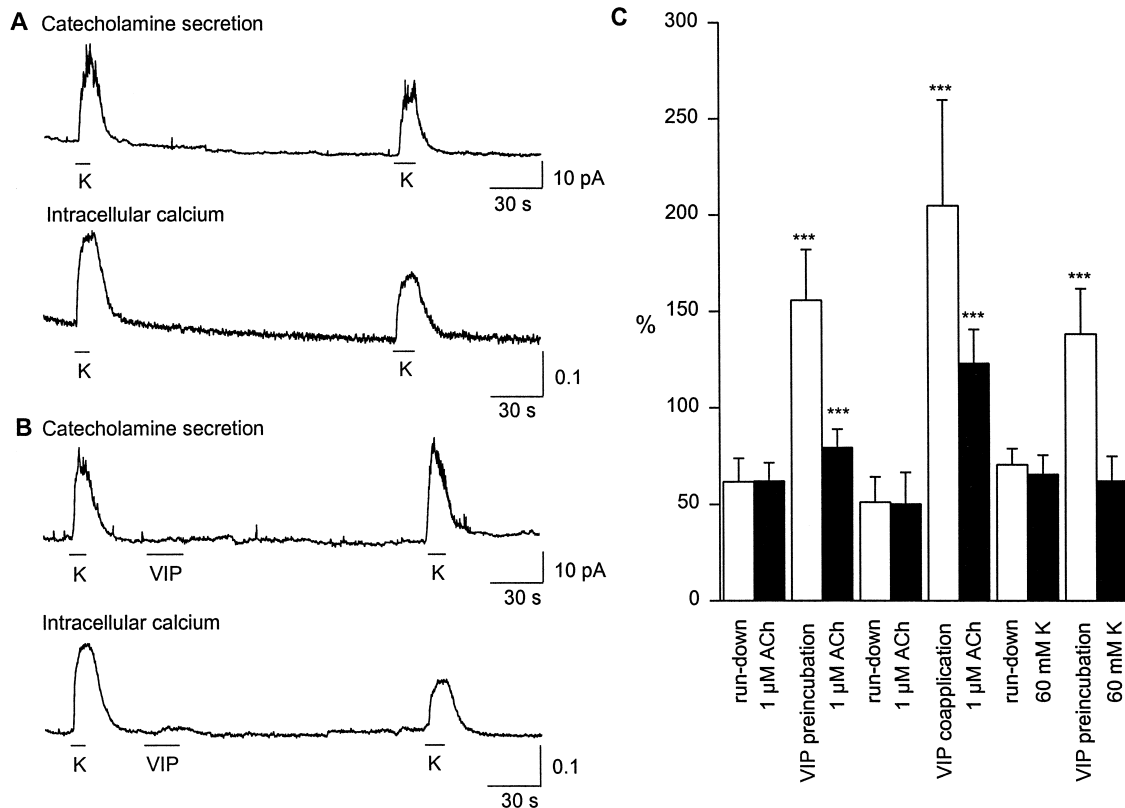 A Catecholamine secretion
K K
10 pA
30 s
Intracellular calcium
K K
0.1
30 s
B Catecholamine secretion
K VIP K
10 pA
30 s
Intracellular calcium
K VIP K
0.1
30 s
C
300
250
200
150
100
50
0
%
***
***
***
***
***
run-down
1 µM ACh
VIP preincubation
1 µM ACh
run-down
1 µM ACh
VIP coapplication
1 µM ACh
run-down
60 mM K
VIP preincubation
60 mM K